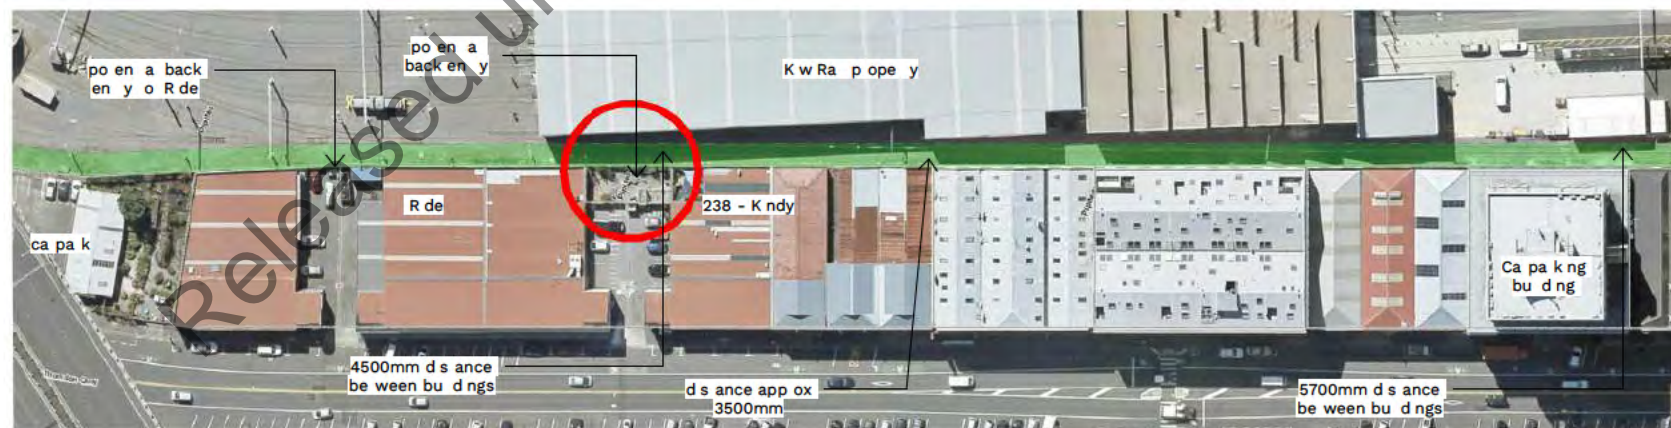 po en  a back
en  y  o R de
po en  a
back en  y
K w Ra   p ope  y
R de
238 - K ndy
ca  pa k
Ca  pa k ng
bu  d ng
4500mm d s ance
be ween bu  d ngs
d s ance app ox
3500mm
5700mm d s ance
be ween bu  d ngs
Released u